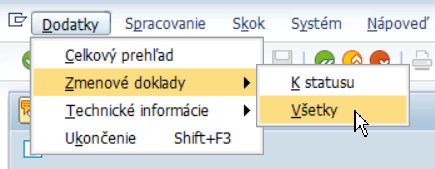 Dodatky Spracovanie Skok Systém Nápoveď
Celkový prehľad
Zmenové doklady
K statusu
Technické informácie
Všetky
Ukončenie Shift+F3